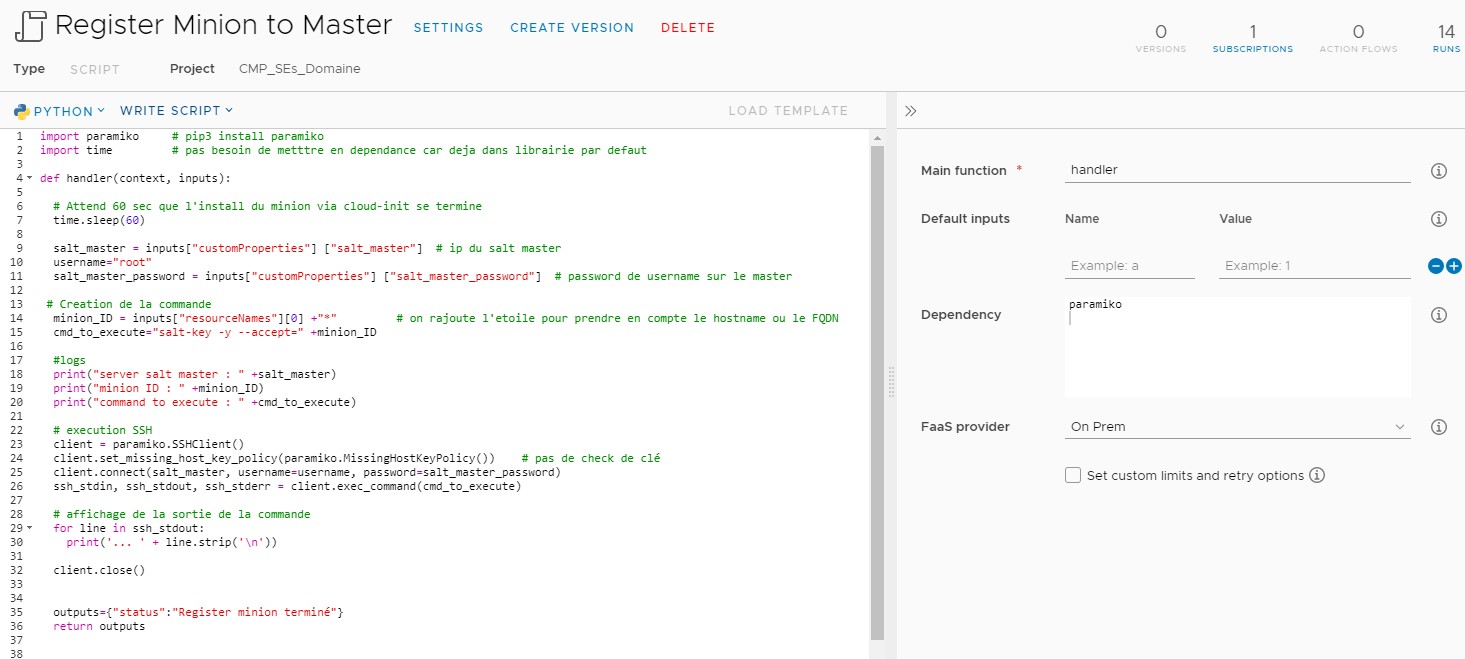 Register Minion to Master SETTINGS CREATE VERSION DELETE
0 1 0 14
VERSIONS SUBSCRIPTIONS ACTION FLOWS RUNS
Type SCRIPT Project CMP_SEs_Domaine
PYTHON WRITE SCRIPT LOAD TEMPLATE
1 import paramiko # pip3 install paramiko
2 import time # pas besoin de metttre en dependance car deja dans librairie par defaut
3
4 def handler(context, inputs):
5
6 # Attend 60 sec que l'install du minion via cloud-init se termine
7 time.sleep(60)
8
9 salt_master = inputs["customProperties"] ["salt_master"] # ip du salt master
10 username="root"
11 salt_master_password = inputs["customProperties"] ["salt_master_password"] # password de username sur le master
12
13 # Creation de la commande
14 minion_ID = inputs["resourceNames"][0] +"*" # on rajoute l'etoile pour prendre en compte le hostname ou le FQDN
15 cmd_to_execute="salt-key -y --accept=" +minion_ID
16
17 #logs
18 print("server salt master : " +salt_master)
19 print("minion ID : " +minion_ID)
20 print("command to execute : " +cmd_to_execute)
21
22 # execution SSH
23 client = paramiko.SSHClient()
24 client.set_missing_host_key_policy(paramiko.MissingHostKeyPolicy()) # pas de check de clé
25 client.connect(salt_master, username=username, password=salt_master_password)
26 ssh_stdin, ssh_stdout, ssh_stderr = client.exec_command(cmd_to_execute)
27
28 # affichage de la sortie de la commande
29 for line in ssh_stdout:
30 print('... ' + line.strip('\n'))
31
32 client.close()
33
34
35 outputs={"status":"Register minion terminé"}
36 return outputs
37
38
Main function * handler
Default inputs Name Value
Example: a Example: 1
Dependency paramiko
FaaS provider On Prem
Set custom limits and retry options